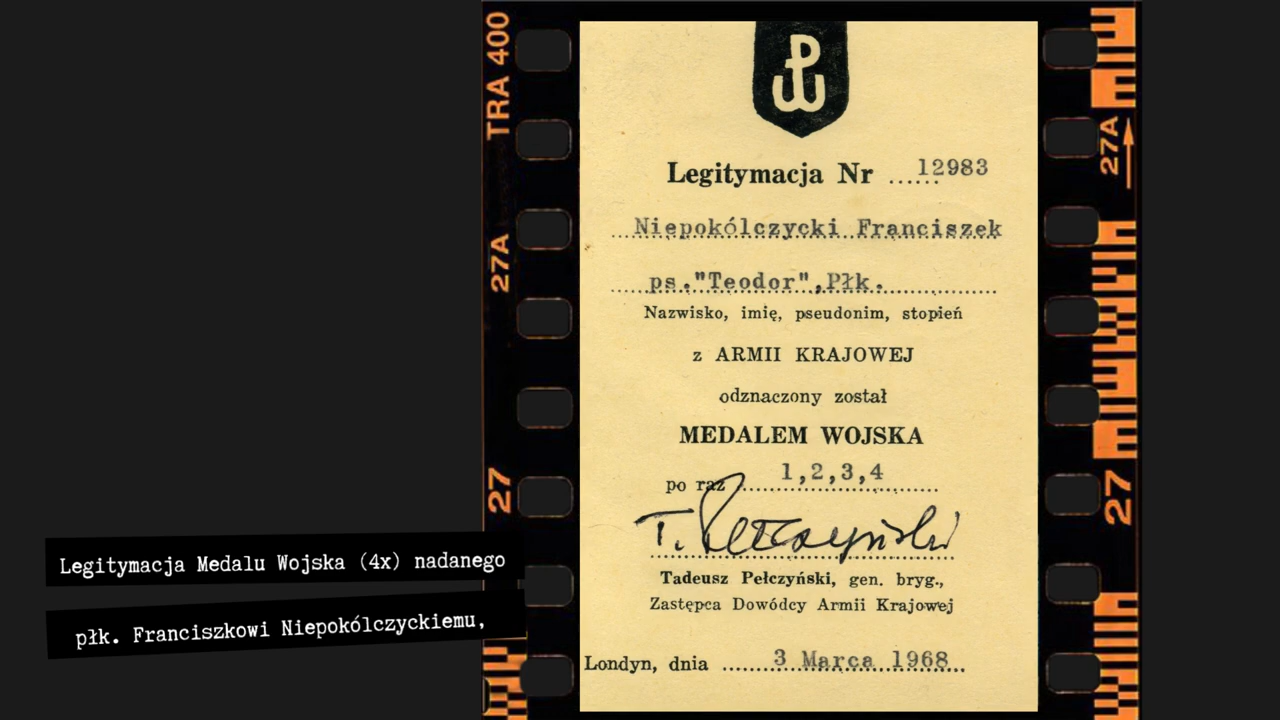 TRA 400
27A
27
27A
27
Legitymacja Nr ......12983
Niepokólczycki Franciszek
ps."Teodor",Płk.
Nazwisko, imię, pseudonim, stopień
z ARMII KRAJOWEJ
odznaczony został
MEDALEM WOJSKA
po raz 1,2,3,4
T. Pełczyński
Tadeusz Pełczyński, gen. bryg.,
Zastępca Dowódcy Armii Krajowej
Londyn, dnia 3 Marca 1968
Legitymacja Medalu Wojska (4x) nadanego
płk. Franciszkowi Niepokólczyckiemu,